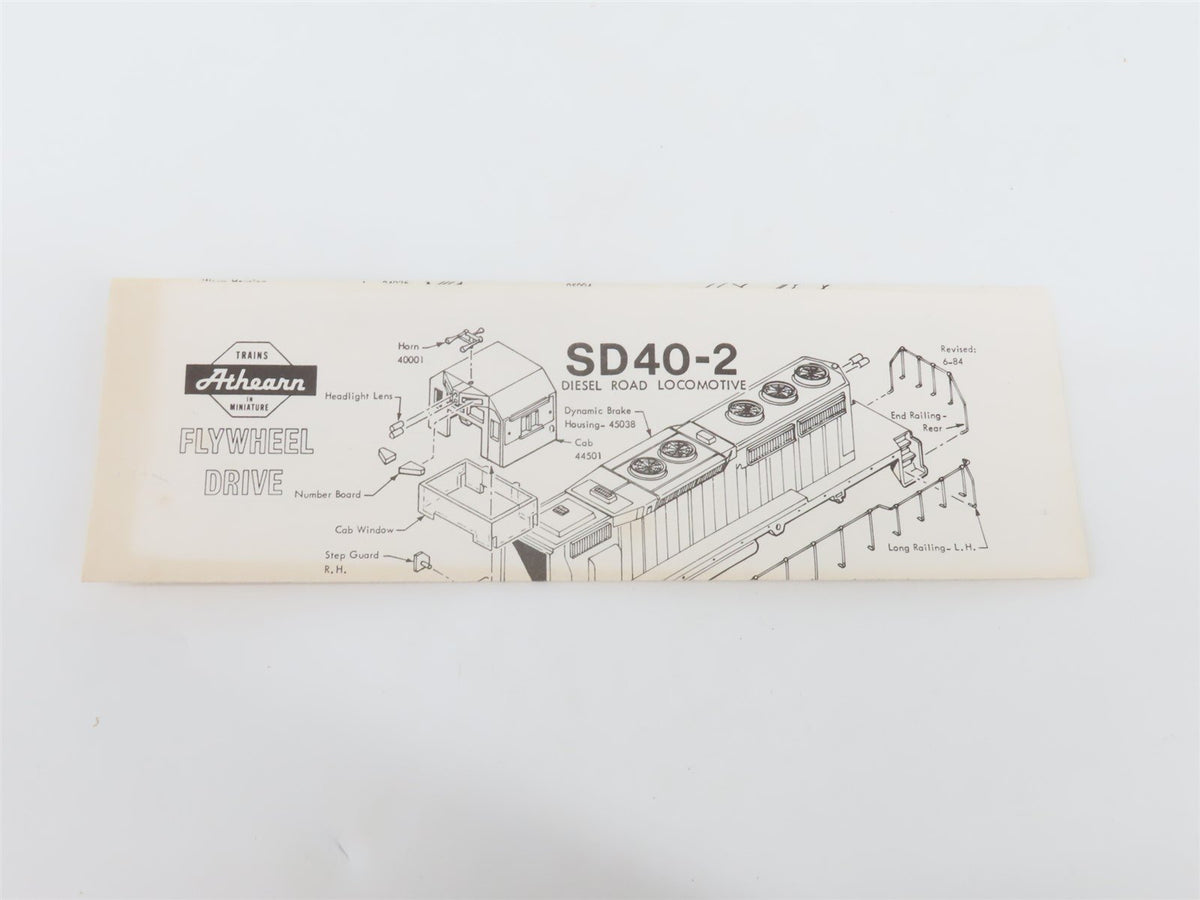 TRAINS
Athearn
IN
MINIATURE
FLYWHEEL
DRIVE
SD40-2
DIESEL ROAD LOCOMOTIVE
Revised:
6-84
Horn
40001
Headlight Lens
Number Board
Cab Window
Step Guard
R.H.
Dynamic Brake
Housing- 45038
Cab
44501
End Railing-
Rear
Long Railing- L.H.